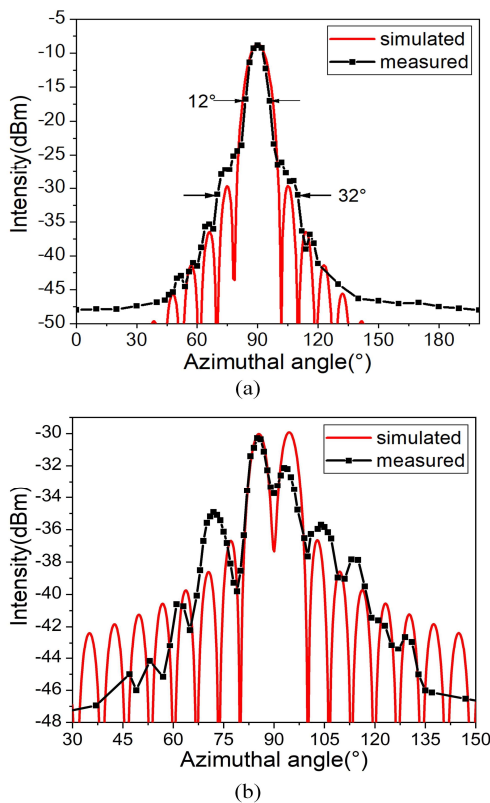 -5
-10
-15
-20
-25
-30
-35
-40
-45
-50
Intensity(dBm)
simulated
measured
12°
32°
0 30 60 90 120 150 180
Azimuthal angle(°)
(a)
-30
-32
-34
-36
-38
-40
-42
-44
-46
-48
Intensity(dBm)
simulated
measured
30 45 60 75 90 105 120 135 150
Azimuthal angle(°)
(b)